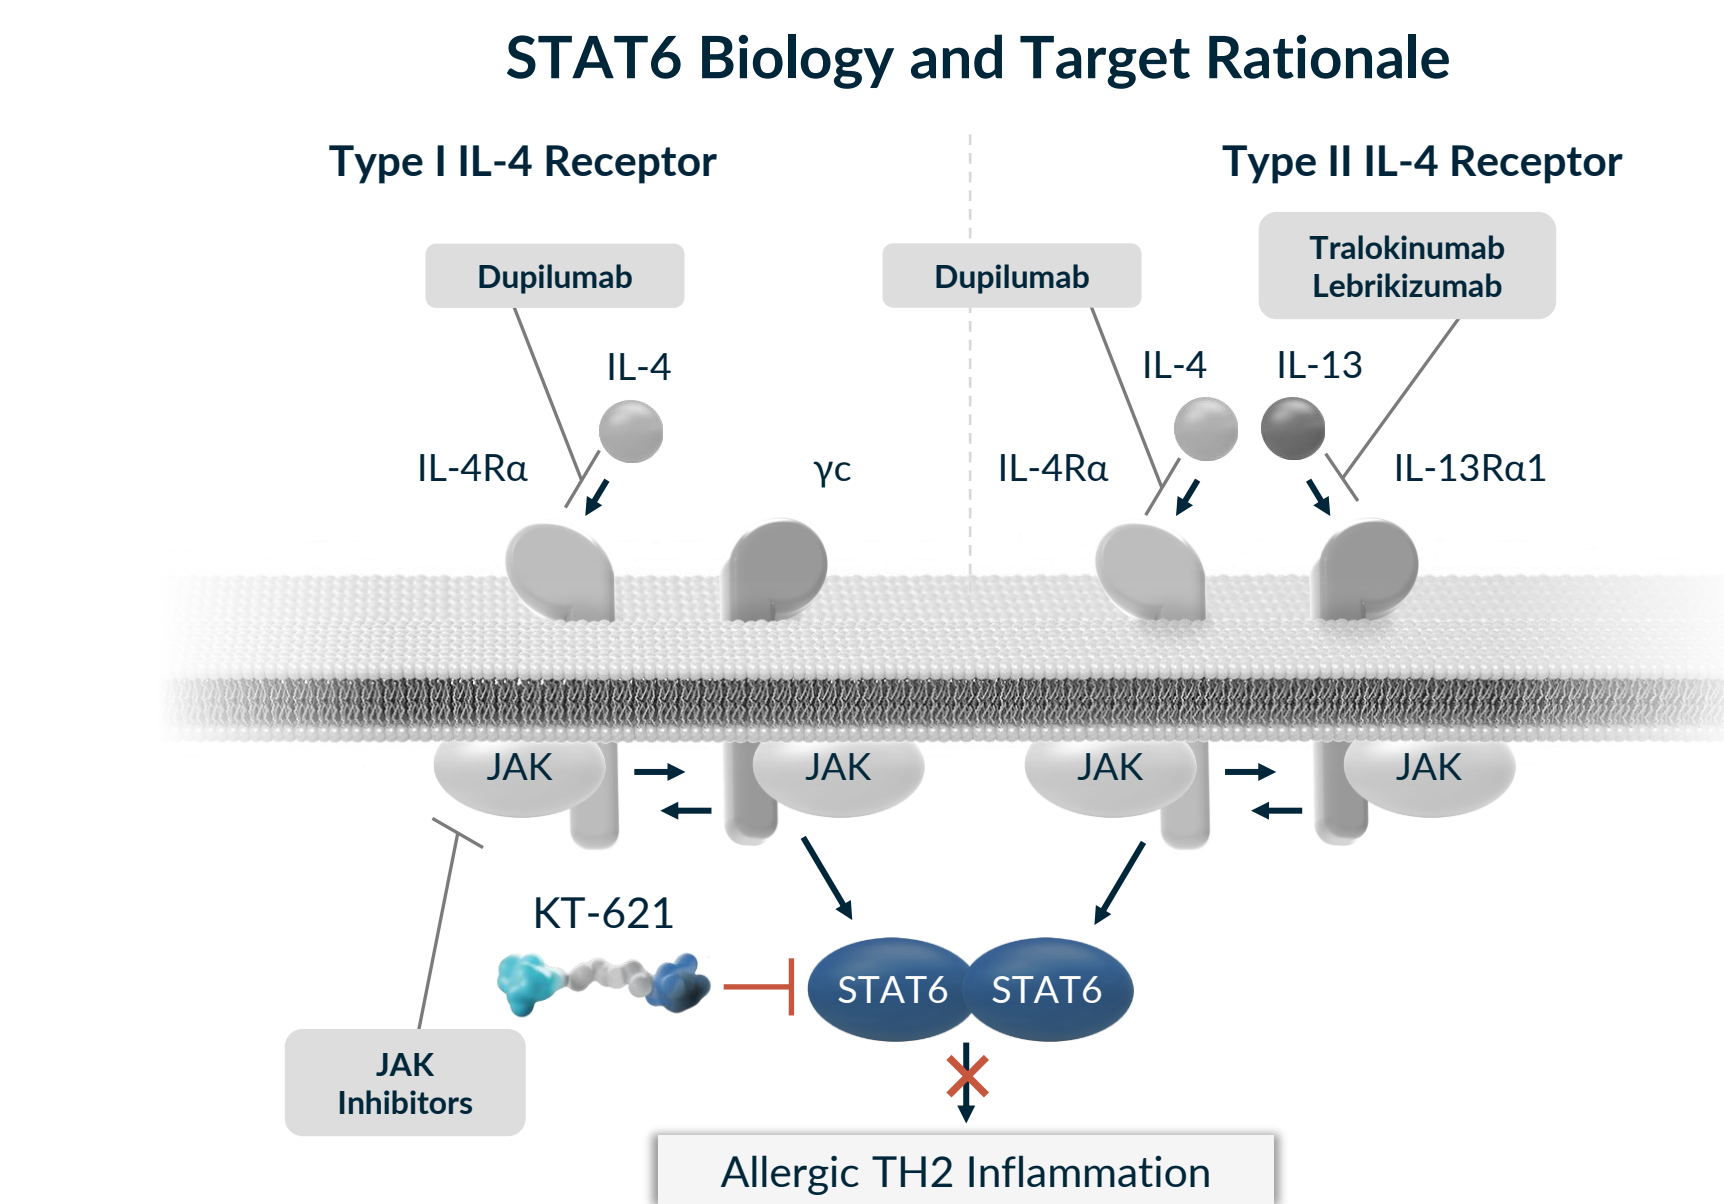 STAT6 Biology and Target Rationale
Type I IL-4 Receptor
Type II IL-4 Receptor
Dupilumab
Dupilumab
Tralokinumab
Lebrikizumab
IL-4
IL-4
IL-13
IL-4Rα
γc
IL-4Rα
IL-13Rα1
JAK
JAK
JAK
JAK
KT-621
STAT6
STAT6
JAK
Inhibitors
Allergic TH2 Inflammation